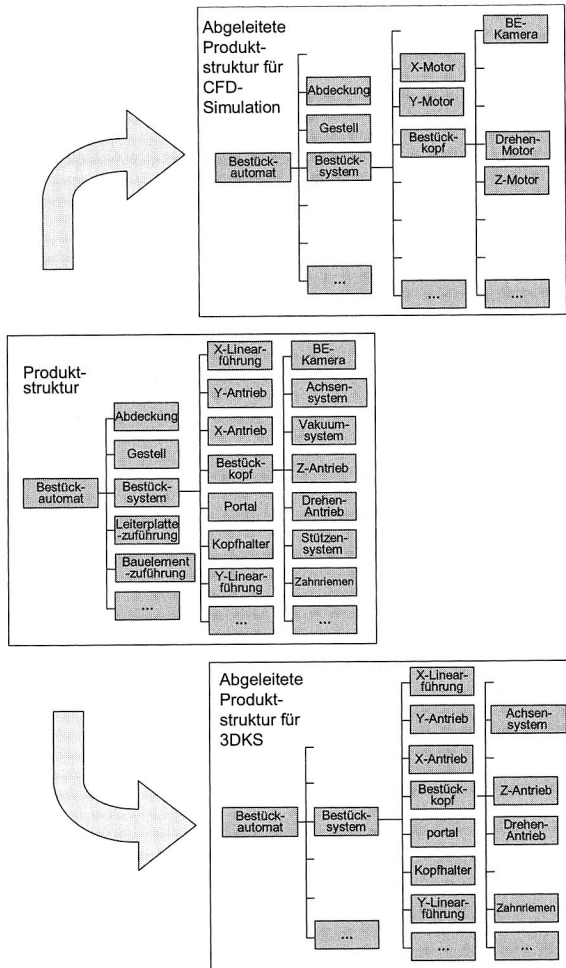 Abgeleitete
Produkt-
struktur für
CFD-
Simulation
Bestück-
automat
Abdeckung
Gestell
Bestück-
system
...
X-Motor
Y-Motor
Bestück-
kopf
...
BE-
Kamera
Drehen-
Motor
Z-Motor
...
Produkt-
struktur
Bestück-
automat
Abdeckung
Gestell
Bestück-
system
Leiterplatte
-zuführung
Bauelement
-zuführung
...
X-Linear-
führung
Y-Antrieb
X-Antrieb
Bestück-
kopf
Portal
Kopfhalter
Y-Linear-
führung
...
BE-
Kamera
Achsen-
system
Vakuum-
system
Z-Antrieb
Drehen-
Antrieb
Stützen-
system
Zahnriemen
...
Abgeleitete
Produkt-
struktur für
3DKS
Bestück-
automat
Bestück-
system
...
X-Linear-
führung
Y-Antrieb
X-Antrieb
Bestück-
kopf
portal
Kopfhalter
Y-Linear-
führung
...
Achsen-
system
Z-Antrieb
Drehen-
Antrieb
Zahnriemen
...